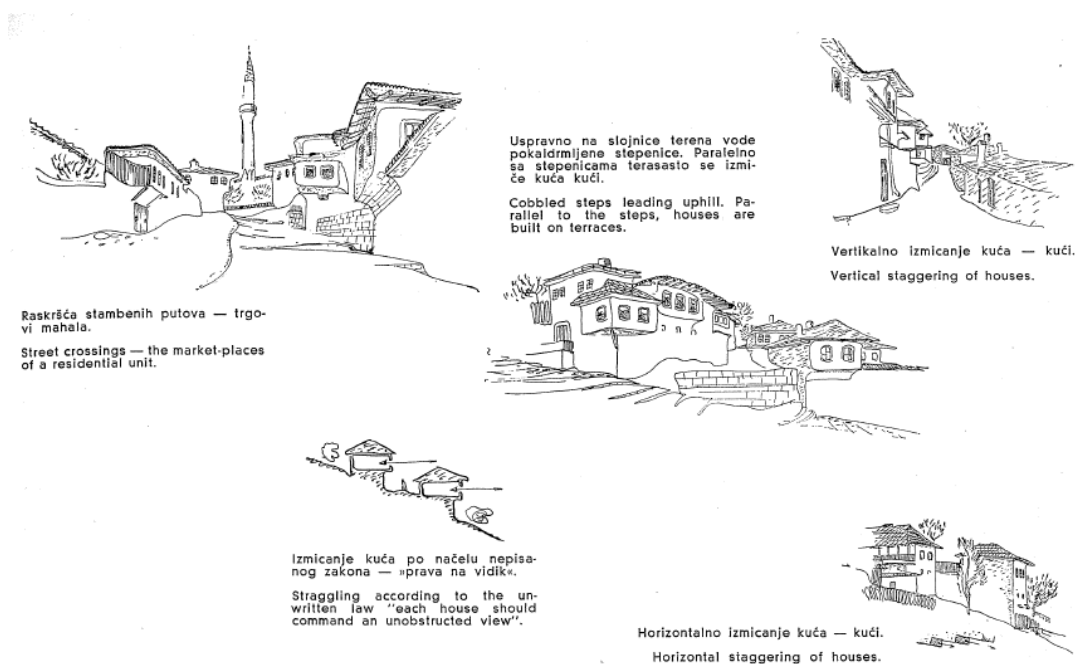 Raskršća stambenih putova — trgo-
vi mahala.
Street crossings — the market-places
of a residential unit.
Uspravno na slojnice terena vode
pokaldrmljene stepenice. Paralelno
sa stepenicama terasasto se izmi-
če kuća kući.
Cobbled steps leading uphill. Pa-
rallel to the steps, houses are
built on terraces.
Vertikalno izmicanje kuća — kući.
Vertical staggering of houses.
Izmicanje kuća po načelu nepisa-
nog zakona — »prava na vidik«.
Straggling according to the un-
written law "each house should
command an unobstructed view".
Horizontalno izmicanje kuća — kući.
Horizontal staggering of houses.